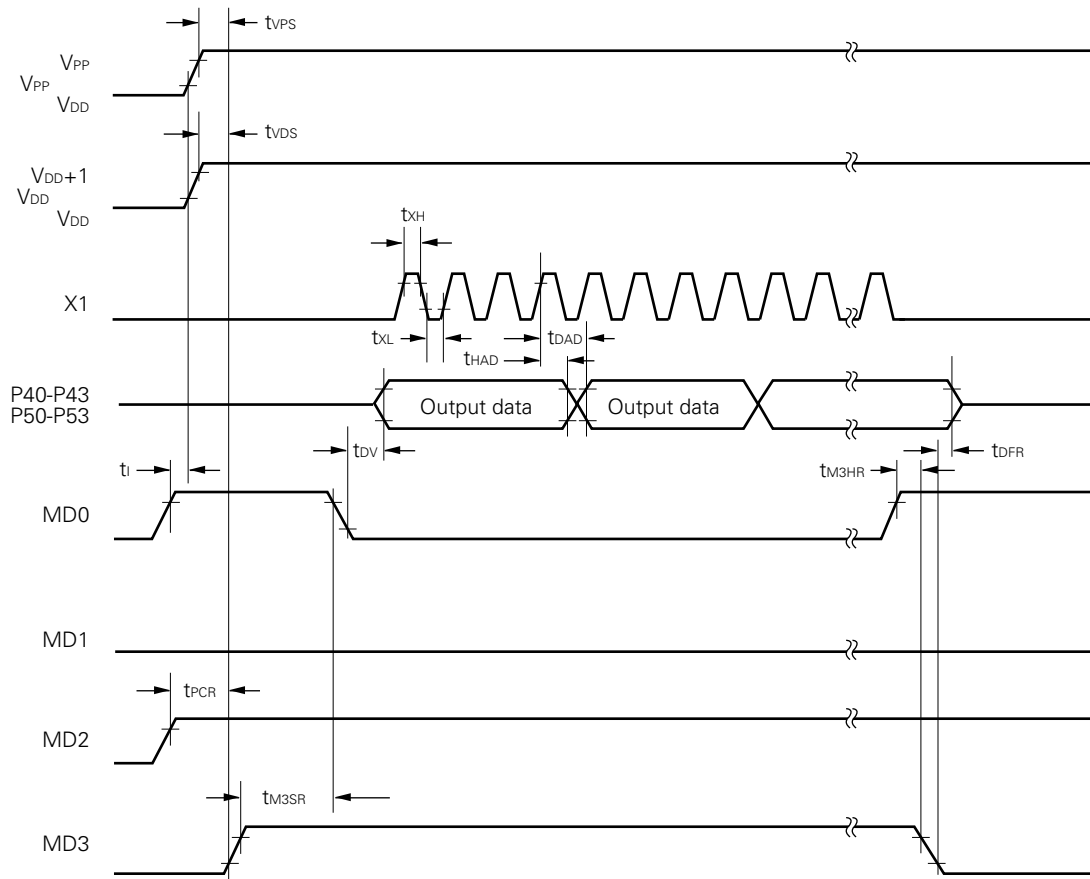 tVPS
VPP
VPP
VDD
tVDS
VDD+1
VDD
VDD
tXH
X1
tXL
tDAD
tHAD
P40-P43
P50-P53
Output data
Output data
tDV
tDFR
tI
tM3HR
MD0
MD1
tPCR
MD2
tM3SR
MD3